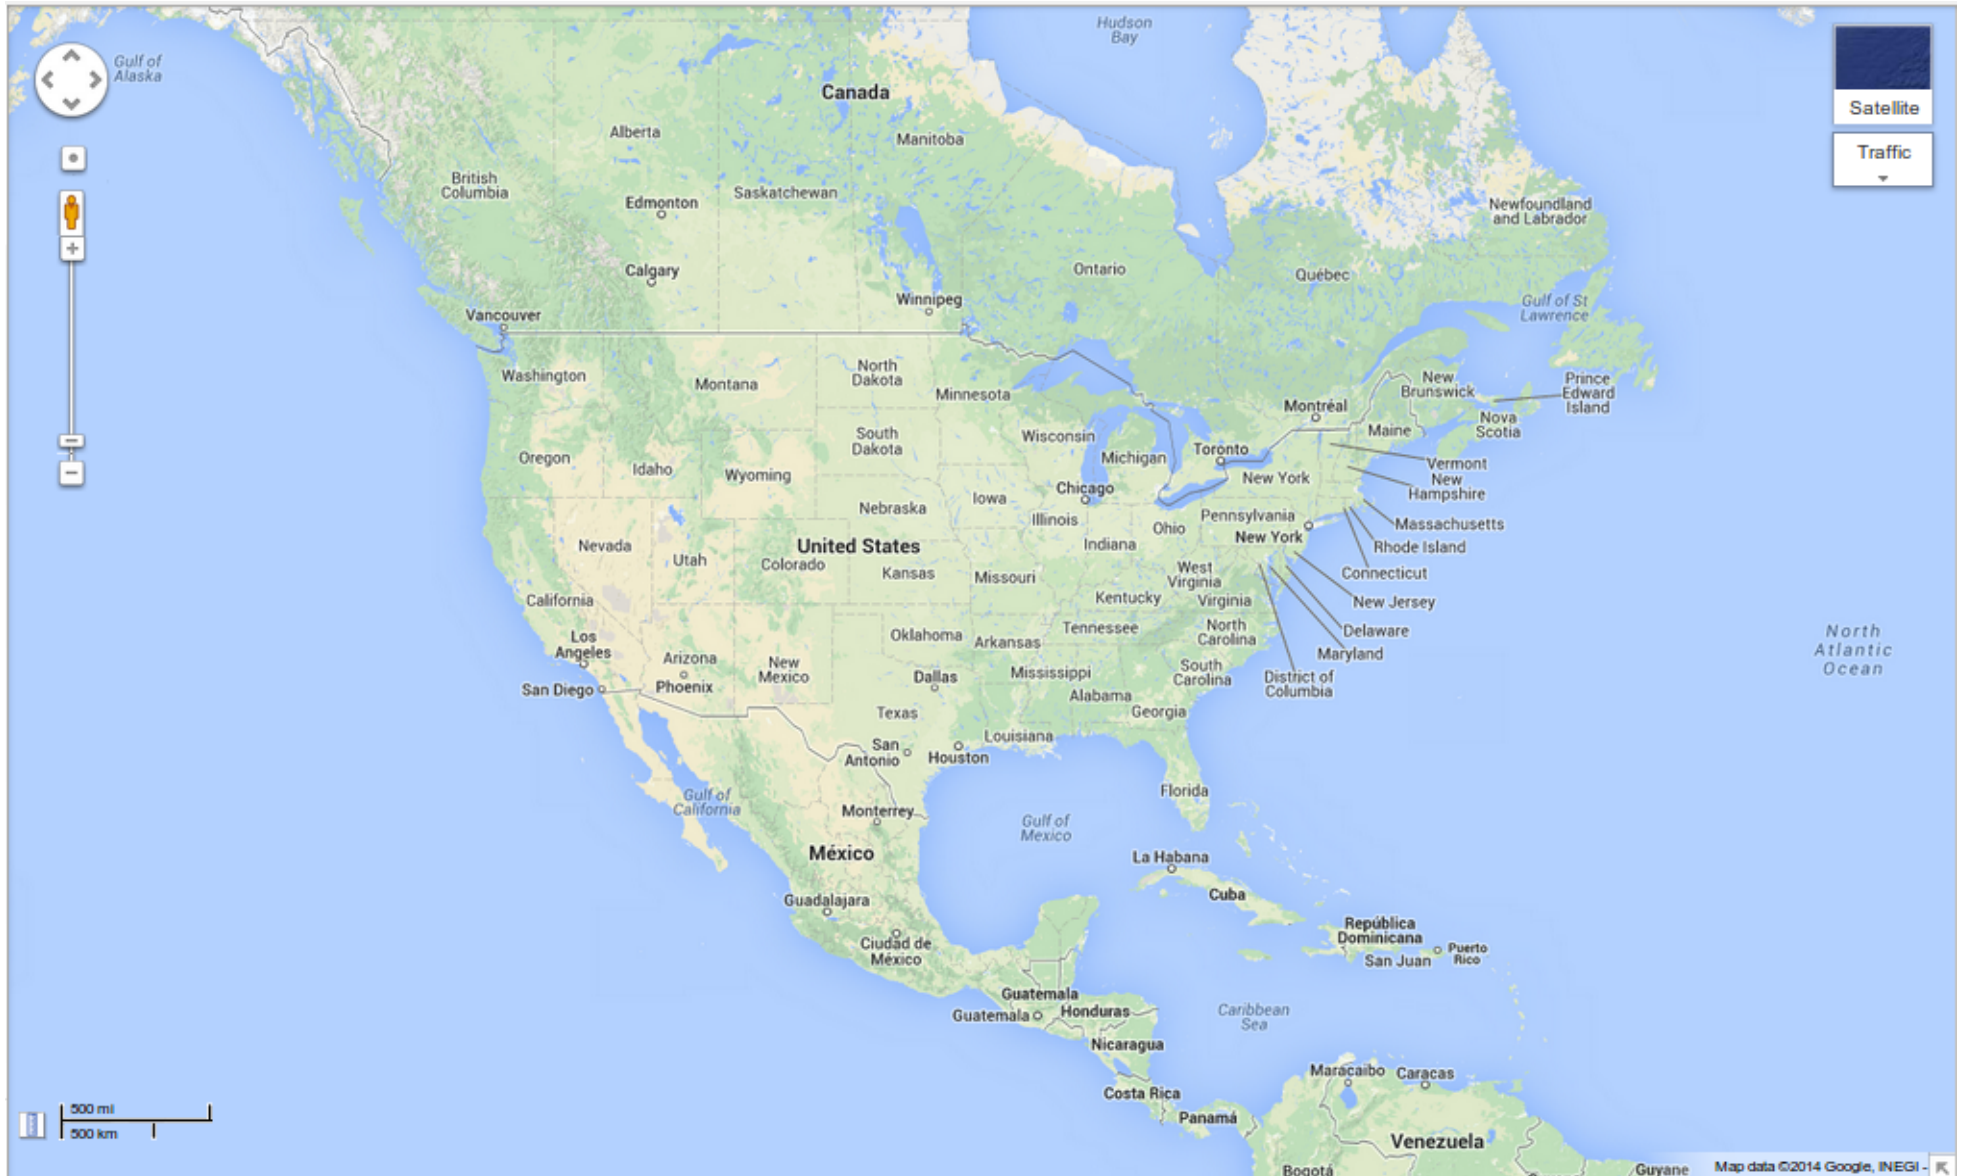 Hudson
Bay
Gulf of
Alaska
Canada
Satellite
Traffic
Alberta
Manitoba
British
Columbia
Saskatchewan
Edmonton
Newfoundland
and Labrador
Calgary
Ontario
Québec
Winnipeg
Gulf of St
Lawrence
Vancouver
Washington
Montana
North
Dakota
Minnesota
New
Brunswick
Prince
Edward
Island
Montréal
Nova
Scotia
Maine
South
Dakota
Wisconsin
Michigan
Toronto
Oregon
Idaho
Wyoming
Vermont
New York
New
Hampshire
Chicago
Iowa
Nebraska
Illinois
Pennsylvania
Ohio
Massachusetts
New York
Indiana
Rhode Island
Nevada
United States
Utah
Colorado
Kansas
Missouri
West
Virginia
Connecticut
California
Kentucky
Virginia
New Jersey
Los
Angeles
Oklahoma
Arkansas
Tennessee
North
Carolina
Delaware
North
Atlantic
Ocean
Maryland
Arizona
New
Mexico
Mississippi
South
Carolina
District of
Columbia
San Diego
Phoenix
Dallas
Alabama
Texas
Georgia
San
Antonio
Houston
Louisiana
Florida
Gulf of
California
Monterrey
Gulf of
Mexico
México
La Habana
Cuba
Guadalajara
República
Dominicana
Ciudad de
México
San Juan
Puerto
Rico
Guatemala
Guatemala
Honduras
Caribbean
Sea
Nicaragua
Maracaibo
Caracas
Costa Rica
Panamá
500 mi
500 km
Venezuela
Bogotá
Guyane
Map data ©2014 Google, INEGI -